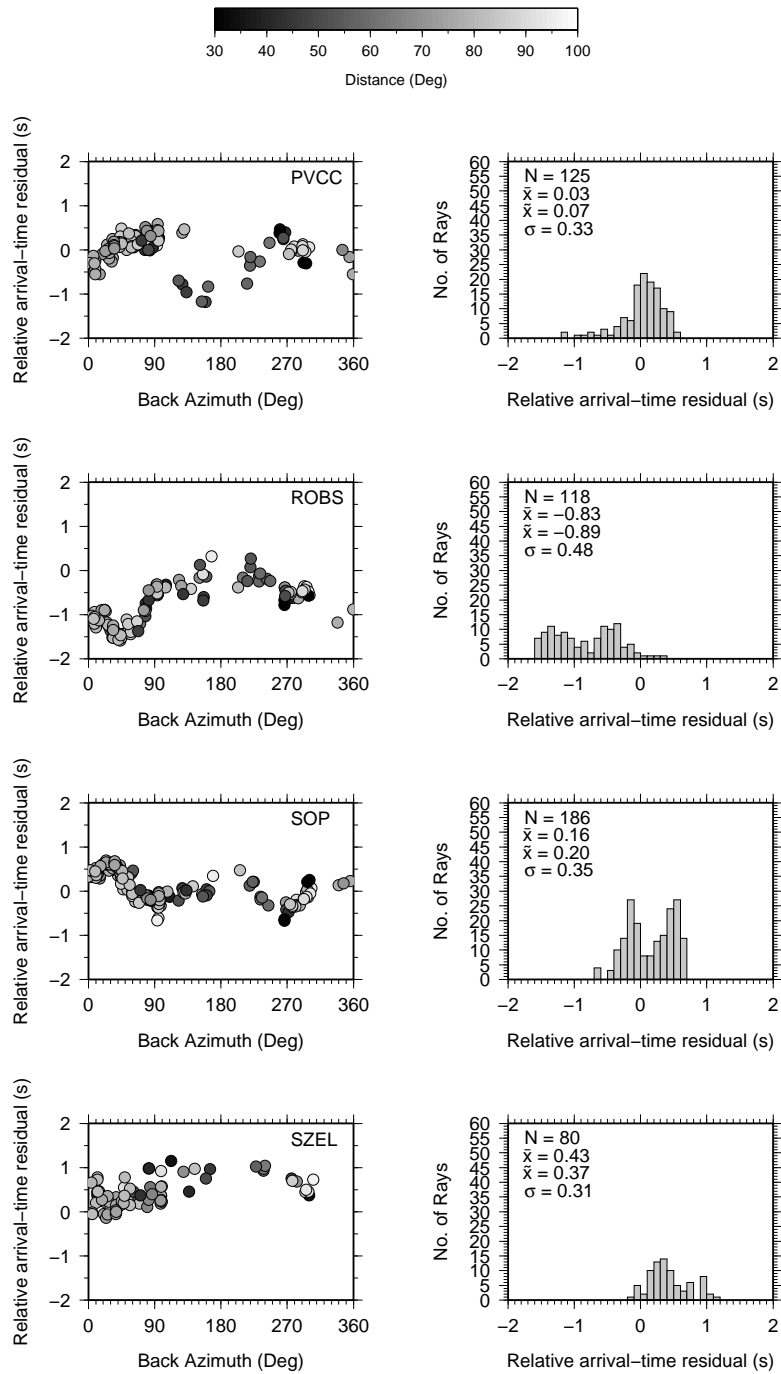 30 40 50 60 70 80 90 100
Distance (Deg)
Relative arrival−time residual (s)
2
1
0
−1
−2
PVCC
0 90 180 270 360
Back Azimuth (Deg)
No. of Rays
60
55
50
45
40
35
30
25
20
15
10
5
0
N = 125
x̄ = 0.03
x̃ = 0.07
σ = 0.33
−2 −1 0 1 2
Relative arrival−time residual (s)
Relative arrival−time residual (s)
2
1
0
−1
−2
ROBS
0 90 180 270 360
Back Azimuth (Deg)
No. of Rays
60
55
50
45
40
35
30
25
20
15
10
5
0
N = 118
x̄ = −0.83
x̃ = −0.89
σ = 0.48
−2 −1 0 1 2
Relative arrival−time residual (s)
Relative arrival−time residual (s)
2
1
0
−1
−2
SOP
0 90 180 270 360
Back Azimuth (Deg)
No. of Rays
60
55
50
45
40
35
30
25
20
15
10
5
0
N = 186
x̄ = 0.16
x̃ = 0.20
σ = 0.35
−2 −1 0 1 2
Relative arrival−time residual (s)
Relative arrival−time residual (s)
2
1
0
−1
−2
SZEL
0 90 180 270 360
Back Azimuth (Deg)
No. of Rays
60
55
50
45
40
35
30
25
20
15
10
5
0
N = 80
x̄ = 0.43
x̃ = 0.37
σ = 0.31
−2 −1 0 1 2
Relative arrival−time residual (s)